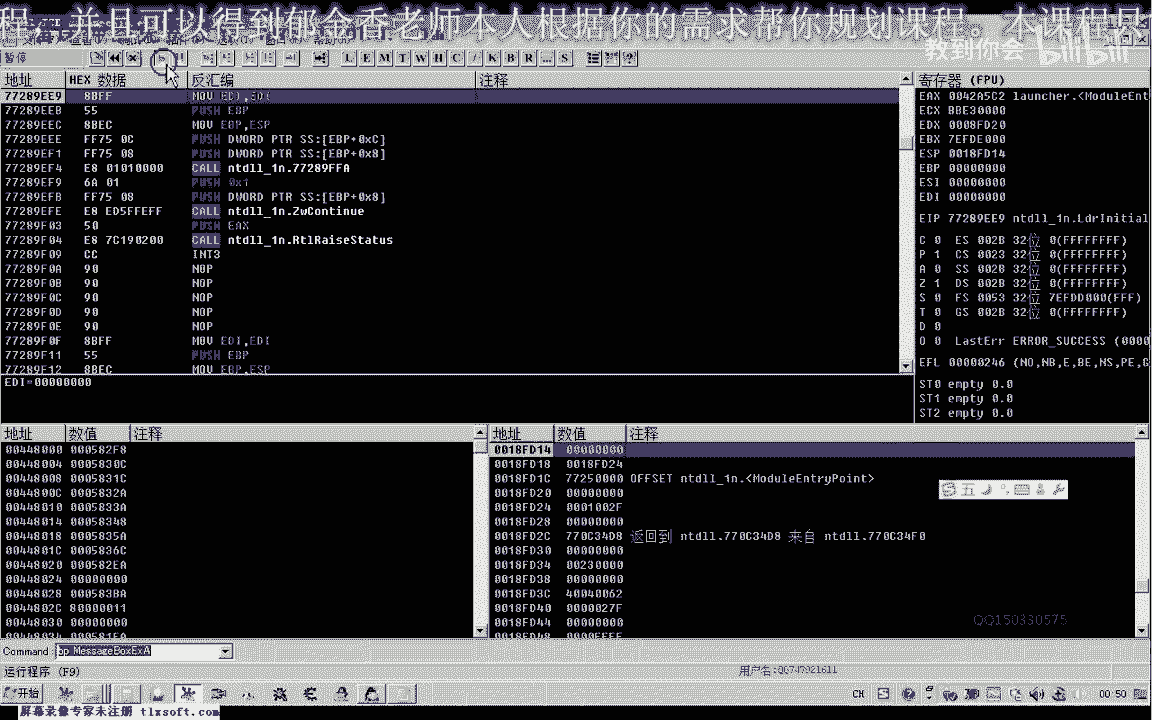 程，并且可以得到郁金香老师本人根据你的需求帮你规划课程。本课程是
教到你会 bilibili
暂停 L E M T W H C / K B R ... S ?
地址 HEX 数据 反汇编 注释
77289EE9 8BFF MOV EDI,EDI
77289EEB 55 PUSH EBP
77289EEC 8BEC MOV EBP,ESP
77289EEE FF75 0C PUSH DWORD PTR SS:[EBP+0xC]
77289EF1 FF75 08 PUSH DWORD PTR SS:[EBP+0x8]
77289EF4 E8 01010000 CALL ntdll_1n.77289FFA
77289EF9 6A 01 PUSH 0x1
77289EFB FF75 08 PUSH DWORD PTR SS:[EBP+0x8]
77289EFE E8 ED5FFEFF CALL ntdll_1n.ZwContinue
77289F03 50 PUSH EAX
77289F04 E8 7C190200 CALL ntdll_1n.RtlRaiseStatus
77289F09 CC INT3
77289F0A 90 NOP
77289F0B 90 NOP
77289F0C 90 NOP
77289F0D 90 NOP
77289F0E 90 NOP
77289F0F 8BFF MOV EDI,EDI
77289F11 55 PUSH EBP
77289F12 8BEC MOV EBP,ESP
EDI=00000000
寄存器 (FPU)
EAX 0042A5C2 launcher.<ModuleEnt
ECX BBE30000
EDX 0008FD20
EBX 7EFDE000
ESP 0018FD14
EBP 00000000
ESI 00000000
EDI 00000000
EIP 77289EE9 ntdll_1n.LdrInitial
C 0 ES 002B 32位 0(FFFFFFFF)
P 1 CS 0023 32位 0(FFFFFFFF)
A 0 SS 002B 32位 0(FFFFFFFF)
Z 1 DS 002B 32位 0(FFFFFFFF)
S 0 FS 0053 32位 7EFDD000(FFF)
T 0 GS 002B 32位 0(FFFFFFFF)
D 0
O 0 LastErr ERROR_SUCCESS (0000
EFL 00000246 (NO,NB,E,BE,NS,PE,G
ST0 empty 0.0
ST1 empty 0.0
ST2 empty 0.0
地址 数值 注释
00448000 000582F8
00448004 0005830C
00448008 0005831C
0044800C 0005832A
00448010 0005833A
00448014 00058348
00448018 0005835A
0044801C 0005836C
00448020 000582EA
00448024 00000000
00448028 000583BA
0044802C 80000011
00448030 00000000
00448034 000581EA
地址 数值 注释
0018FD14 00000000
0018FD18 0018FD24
0018FD1C 77250000 OFFSET ntdll_1n.<ModuleEntryPoint>
0018FD20 00000000
0018FD24 0001002F
0018FD28 00000000
0018FD2C 770C34D8 返回到 ntdll.770C34D8 来自 ntdll.770C34F0
0018FD30 00000000
0018FD34 00230000
0018FD38 00000000
0018FD3C 40040062
0018FD40 0000027F
0018FD44 00000000
0018FD48 0000FFFF
五
QQ150330575
Command: bp MessageBoxExA
运行程序 (F9) 用户名:QQ747921611
开始 CH 00:50
屏幕录像专家未注册 tlxsoft.com